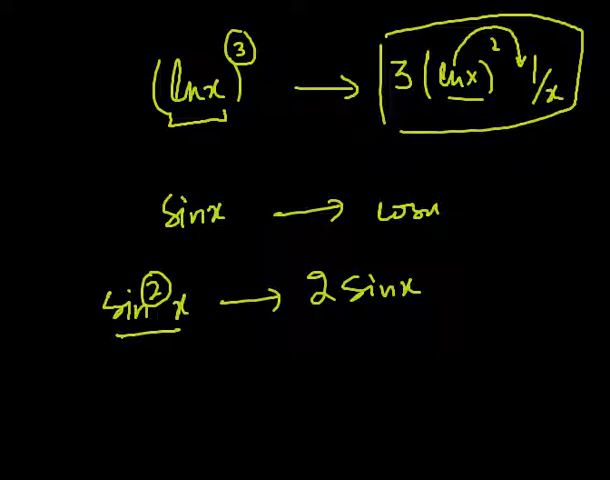 (lnx)³ → 3(lnx)² 1/x
sinx → cosx
sin²x → 2sinx